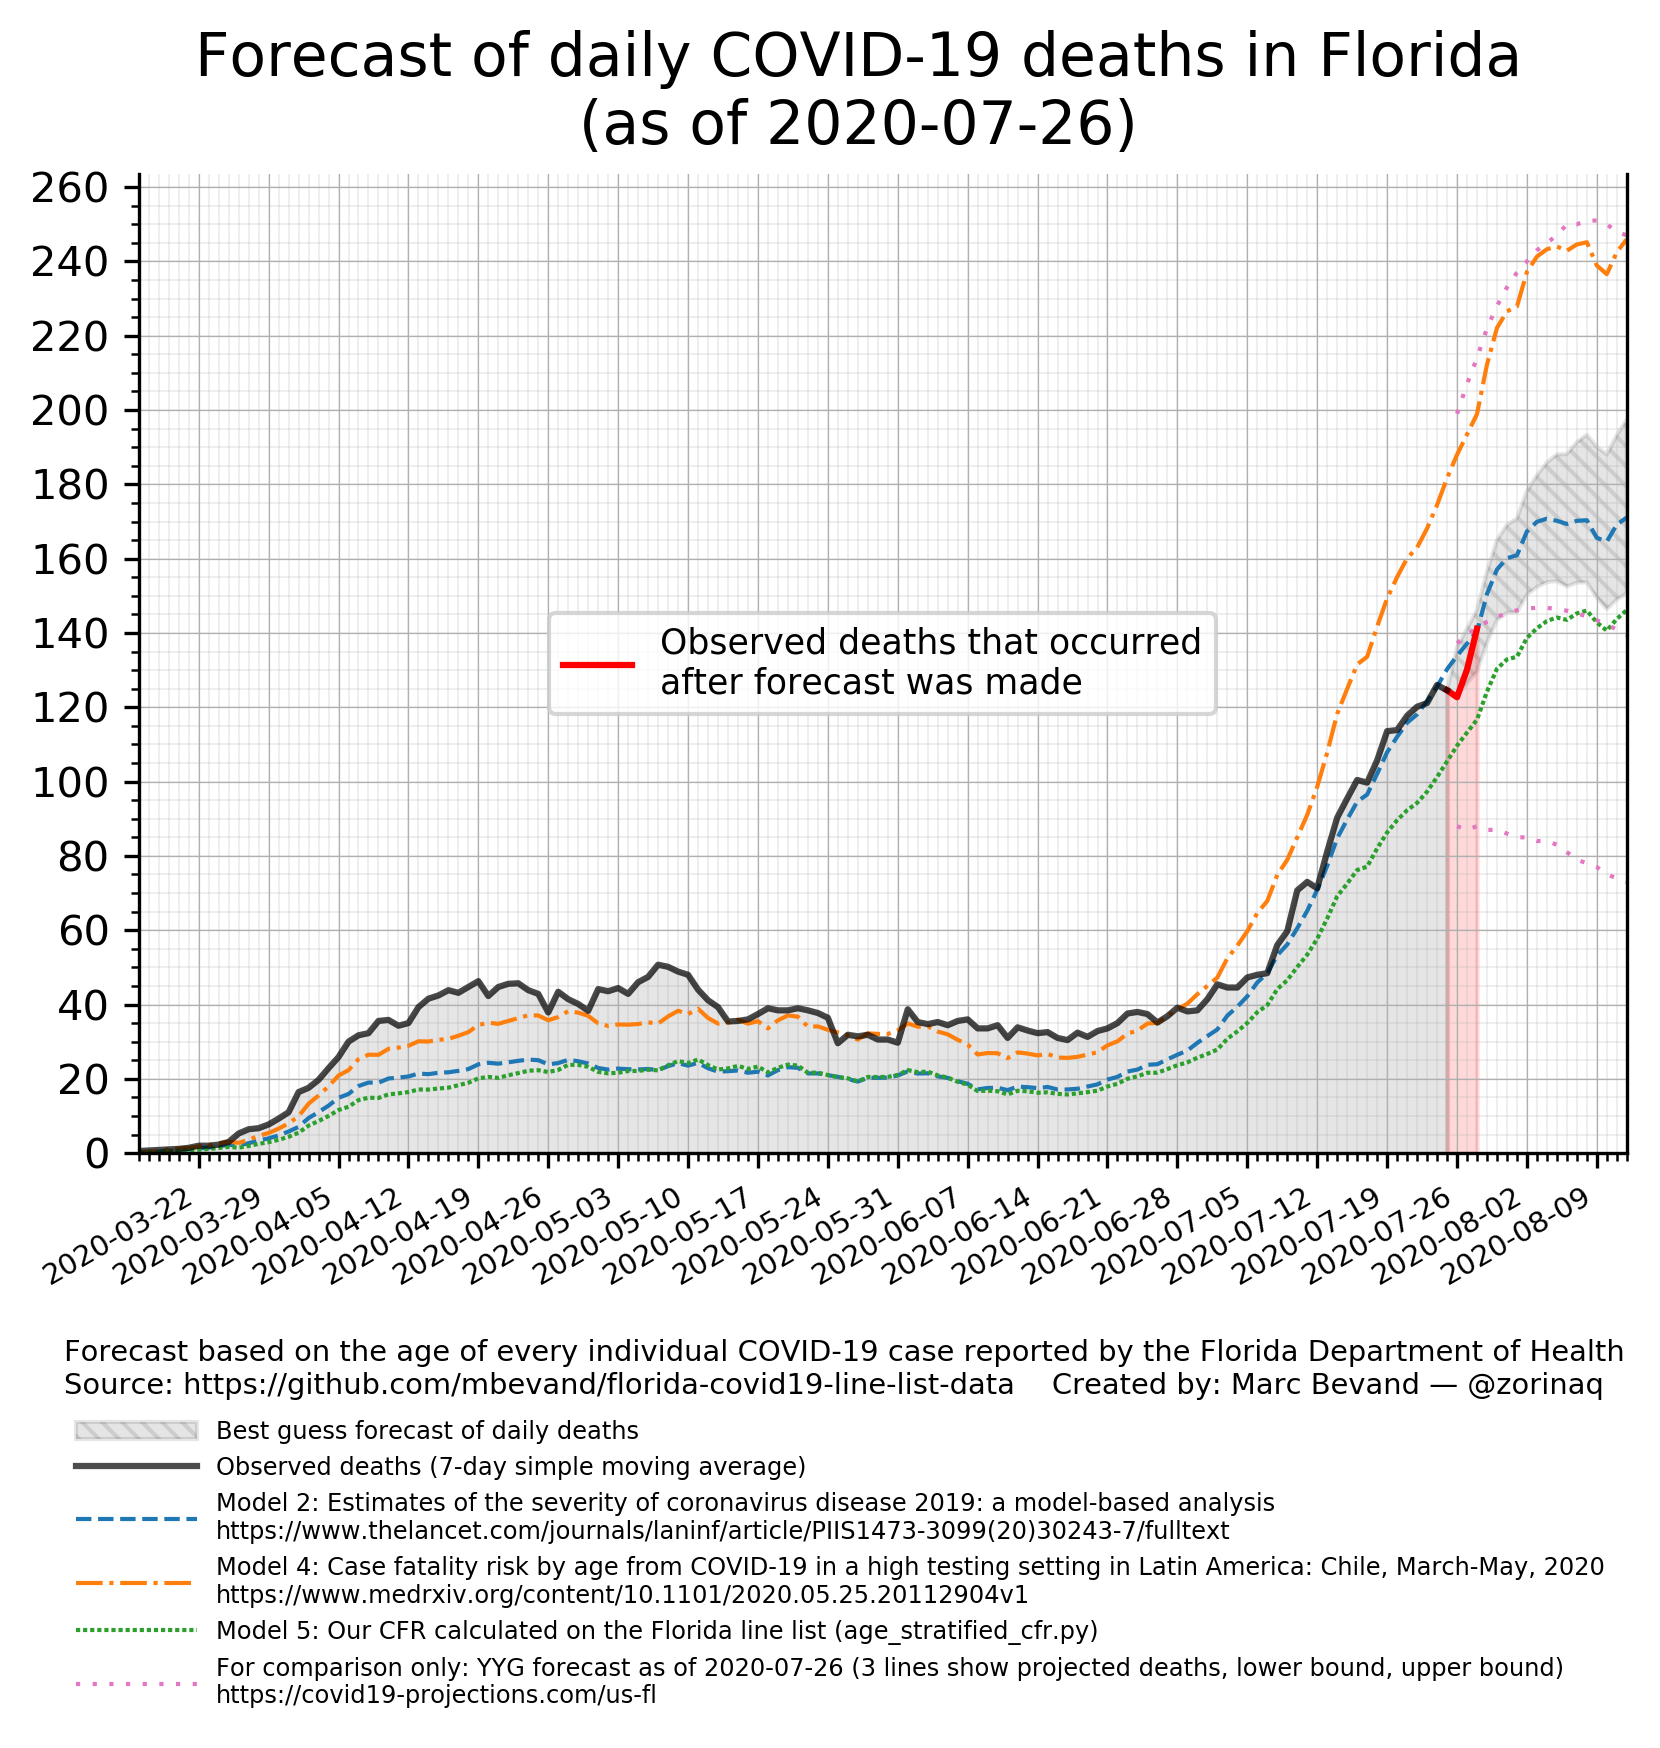 Forecast of daily COVID-19 deaths in Florida
(as of 2020-07-26)
260
240
220
200
180
160
140
120
100
80
60
40
20
0
Observed deaths that occurred
after forecast was made
2020-03-22
2020-03-29
2020-04-05
2020-04-12
2020-04-19
2020-04-26
2020-05-03
2020-05-10
2020-05-17
2020-05-24
2020-05-31
2020-06-07
2020-06-14
2020-06-21
2020-06-28
2020-07-05
2020-07-12
2020-07-19
2020-07-26
2020-08-02
2020-08-09
Forecast based on the age of every individual COVID-19 case reported by the Florida Department of Health
Source: https://github.com/mbevand/florida-covid19-line-list-data    Created by: Marc Bevand — @zorinaq
Best guess forecast of daily deaths
Observed deaths (7-day simple moving average)
Model 2: Estimates of the severity of coronavirus disease 2019: a model-based analysis
https://www.thelancet.com/journals/laninf/article/PIIS1473-3099(20)30243-7/fulltext
Model 4: Case fatality risk by age from COVID-19 in a high testing setting in Latin America: Chile, March-May, 2020
https://www.medrxiv.org/content/10.1101/2020.05.25.20112904v1
Model 5: Our CFR calculated on the Florida line list (age_stratified_cfr.py)
For comparison only: YYG forecast as of 2020-07-26 (3 lines show projected deaths, lower bound, upper bound)
https://covid19-projections.com/us-fl